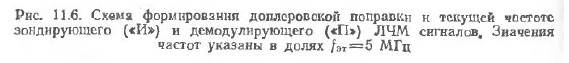 Рис. 11.6. Схема формирования доплеровской поправки к текущей частоте
зондирующего («И») и демодулирующего («П») ЛЧМ сигналов. Значения
частот указаны в долях fэт=5 МГц